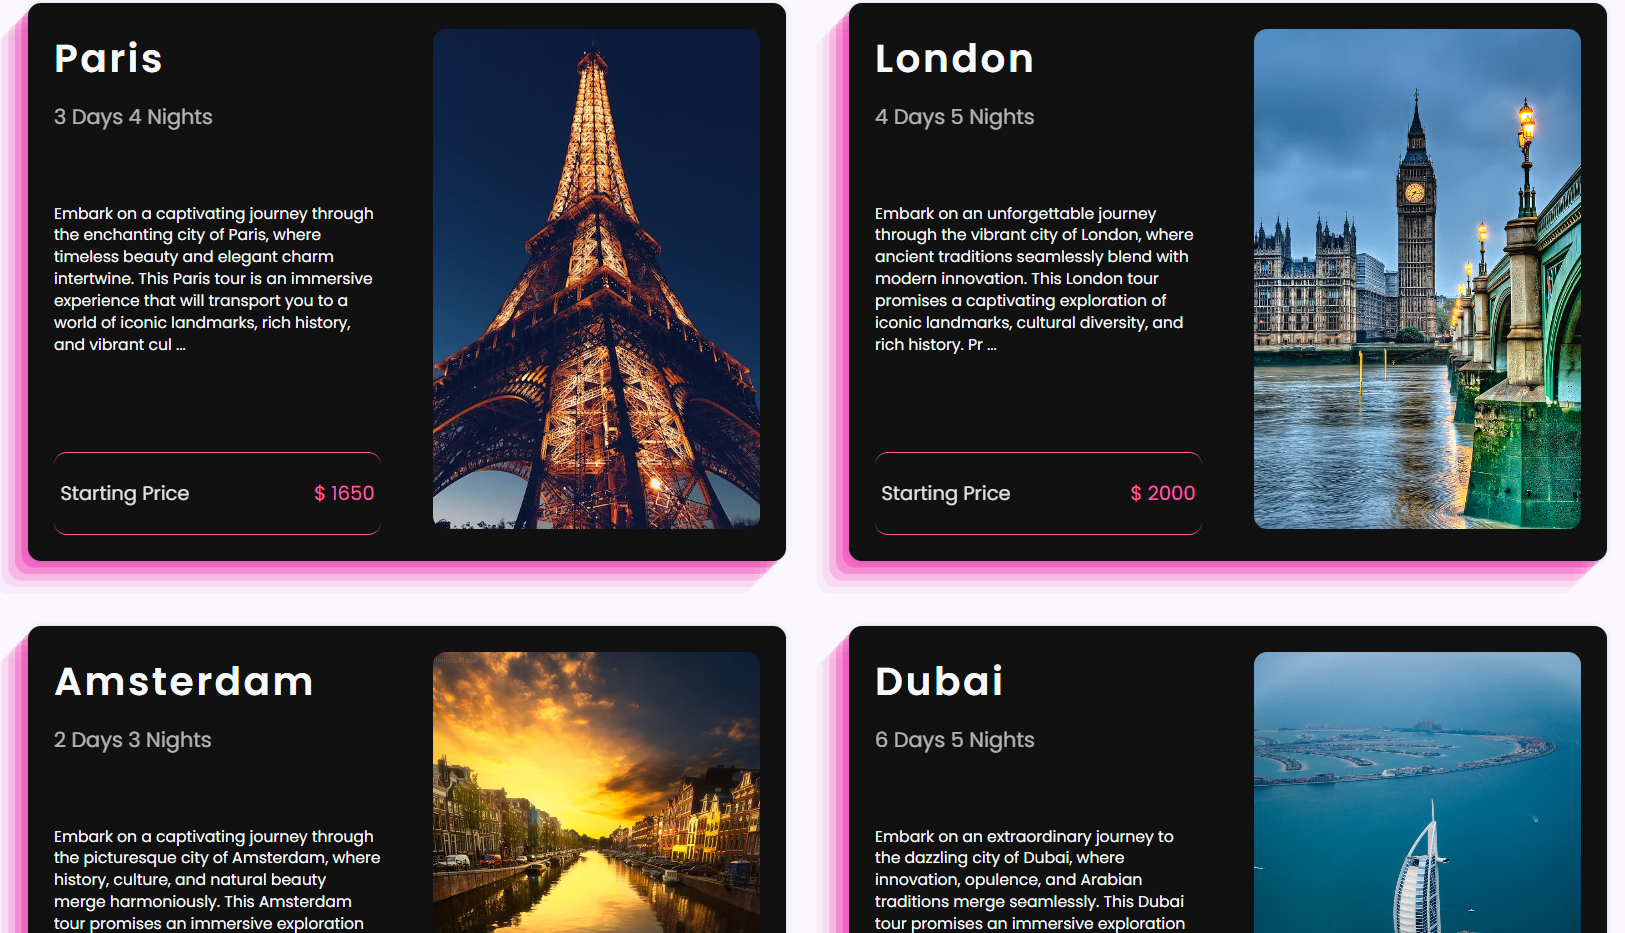 Paris
3 Days 4 Nights
Embark on a captivating journey through
the enchanting city of Paris, where
timeless beauty and elegant charm
intertwine. This Paris tour is an immersive
experience that will transport you to a
world of iconic landmarks, rich history,
and vibrant cul ...
Starting Price $ 1650
London
4 Days 5 Nights
Embark on an unforgettable journey
through the vibrant city of London, where
ancient traditions seamlessly blend with
modern innovation. This London tour
promises a captivating exploration of
iconic landmarks, cultural diversity, and
rich history. Pr ...
Starting Price $ 2000
Amsterdam
2 Days 3 Nights
Embark on a captivating journey through
the picturesque city of Amsterdam, where
history, culture, and natural beauty
merge harmoniously. This Amsterdam
tour promises an immersive exploration
Dubai
6 Days 5 Nights
Embark on an extraordinary journey to
the dazzling city of Dubai, where
innovation, opulence, and Arabian
traditions merge seamlessly. This Dubai
tour promises an immersive exploration